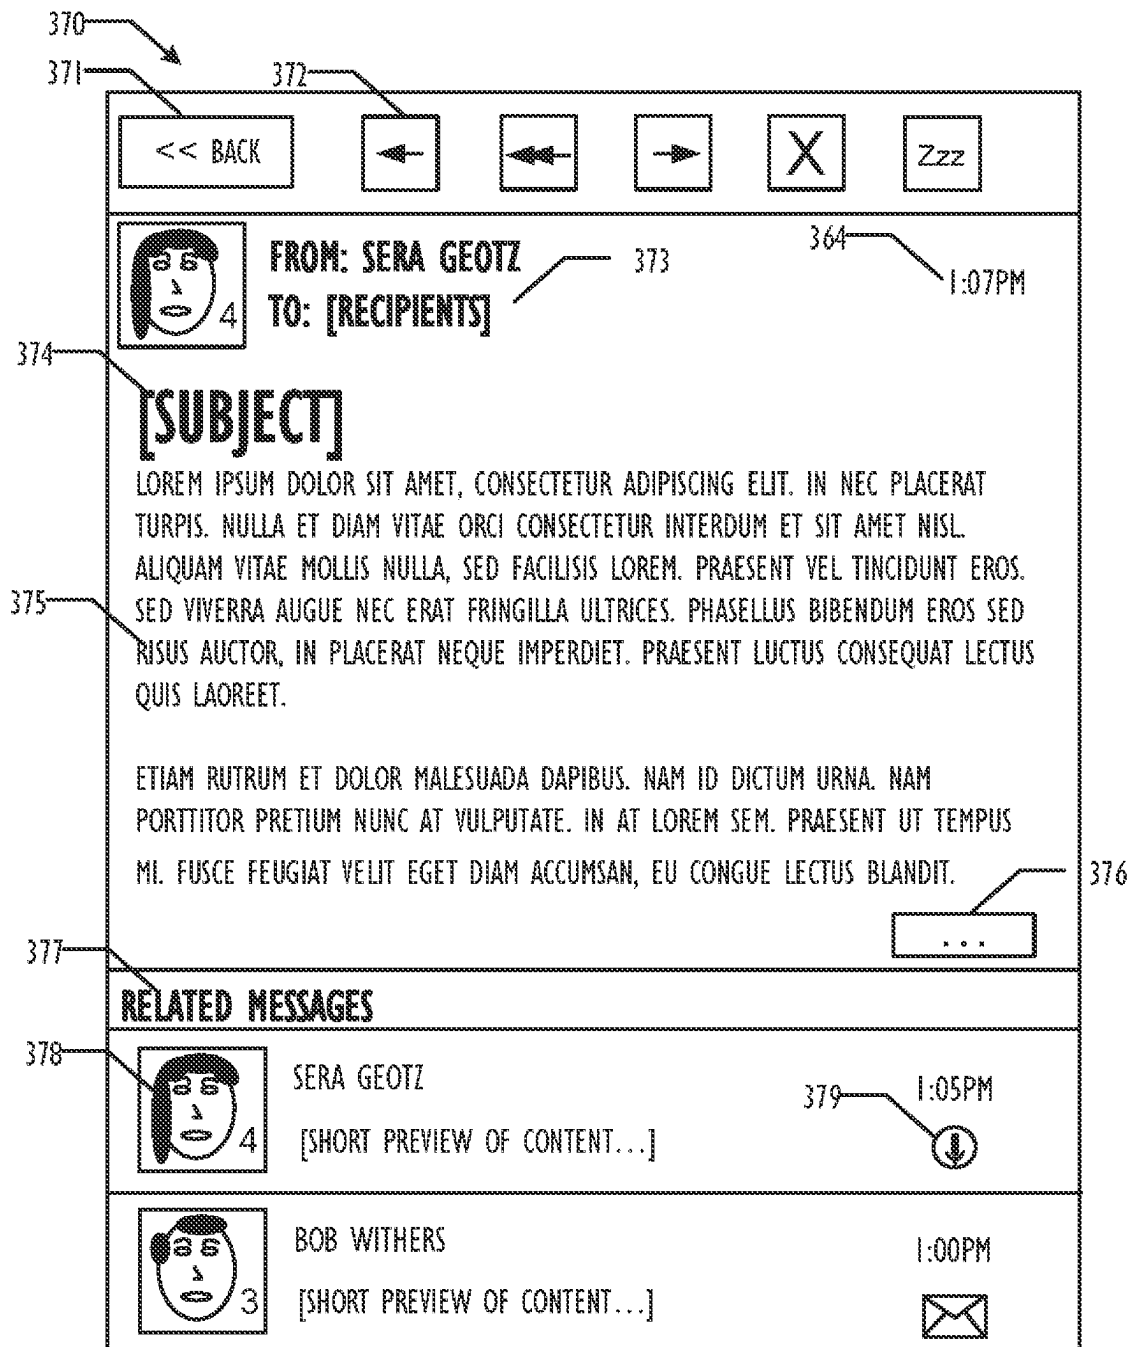 370
371
372
<< BACK
X
Zzz
364
FROM: SERA GEOTZ
373
1:07PM
TO: [RECIPIENTS]
4
374
[SUBJECT]
LOREM IPSUM DOLOR SIT AMET, CONSECTETUR ADIPISCING ELIT. IN NEC PLACERAT
TURPIS. NULLA ET DIAM VITAE ORCI CONSECTETUR INTERDUM ET SIT AMET NISL.
ALIQUAM VITAE MOLLIS NULLA, SED FACILISIS LOREM. PRAESENT VEL TINCIDUNT EROS.
375
SED VIVERRA AUGUE NEC ERAT FRINGILLA ULTRICES. PHASELLUS BIBENDUM EROS SED
RISUS AUCTOR, IN PLACERAT NEQUE IMPERDIET. PRAESENT LUCTUS CONSEQUAT LECTUS
QUIS LAOREET.
ETIAM RUTRUM ET DOLOR MALESUADA DAPIBUS. NAM ID DICTUM URNA. NAM
PORTTITOR PRETIUM NUNC AT VULPUTATE. IN AT LOREM SEM. PRAESENT UT TEMPUS
MI. FUSCE FEUGIAT VELIT EGET DIAM ACCUMSAN, EU CONGUE LECTUS BLANDIT.
376
...
377
RELATED MESSAGES
378
SERA GEOTZ
379
1:05PM
4
[SHORT PREVIEW OF CONTENT...]
BOB WITHERS
1:00PM
3
[SHORT PREVIEW OF CONTENT...]